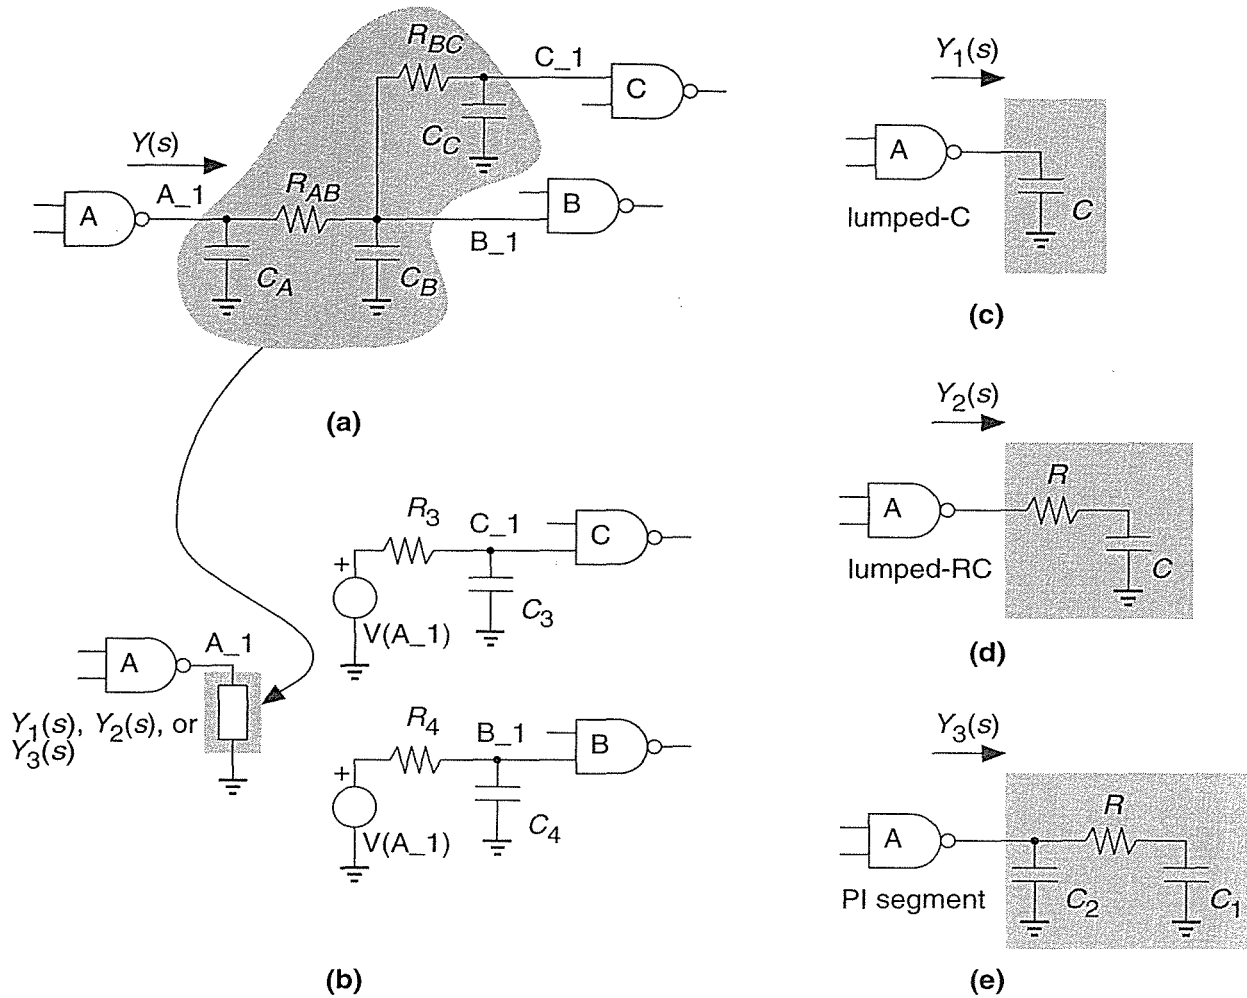 R_BC
C_1
C
C_C
Y(s)
A_1
R_AB
A
B
B_1
C_A
C_B
(a)
Y_1(s)
A
lumped-C
C
(c)
Y_2(s)
R
A
lumped-RC
C
(d)
R_3
C_1
C
+
C_3
V(A_1)
A
A_1
Y_1(s), Y_2(s), or
Y_3(s)
R_4
B_1
B
+
C_4
V(A_1)
(b)
Y_3(s)
R
A
PI segment
C_2
C_1
(e)